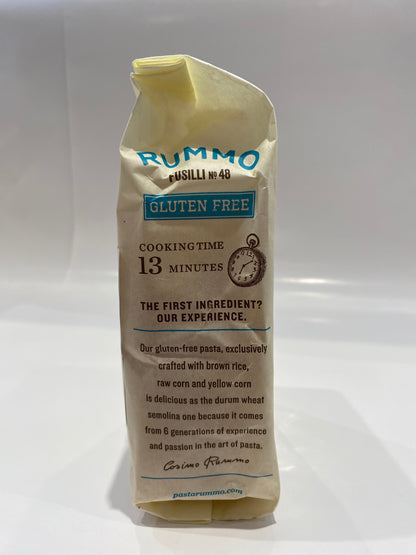 RUMMO
FUSILLI Nº 48
GLUTEN FREE
COOKING TIME
13 MINUTES
THE FIRST INGREDIENT?
OUR EXPERIENCE.
Our gluten-free pasta, exclusively
crafted with brown rice,
raw corn and yellow corn
is delicious as the durum wheat
semolina one because it comes
from 6 generations of experience
and passion in the art of pasta.
Cosimo Rummo
pastarummo.com